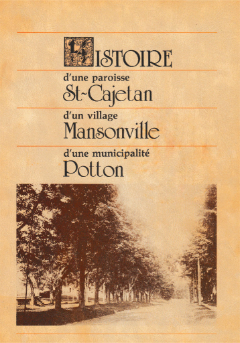 HISTOIRE
d'une paroisse
St-Cajetan
d'un village
Mansonville
d'une municipalité
Potton